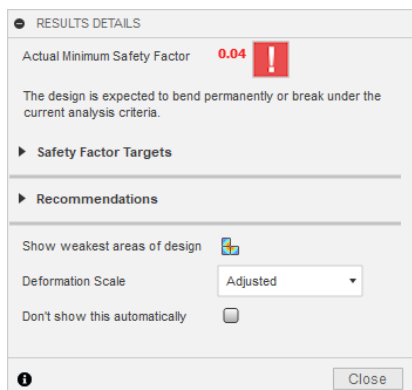 RESULTS DETAILS
Actual Minimum Safety Factor 0.04 !
The design is expected to bend permanently or break under the
current analysis criteria.
Safety Factor Targets
Recommendations
Show weakest areas of design
Deformation Scale Adjusted
Don't show this automatically
Close